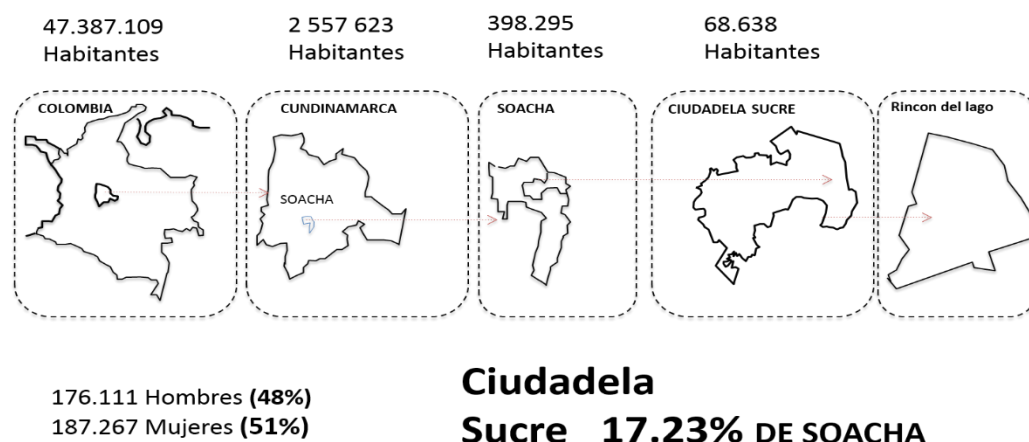 47.387.109
Habitantes
2 557 623
Habitantes
398.295
Habitantes
68.638
Habitantes
COLOMBIA
CUNDINAMARCA
SOACHA
SOACHA
CIUDADELA SUCRE
Rincon del lago
176.111 Hombres (48%)
187.267 Mujeres (51%)
Ciudadela
Sucre 17.23% DE SOACHA